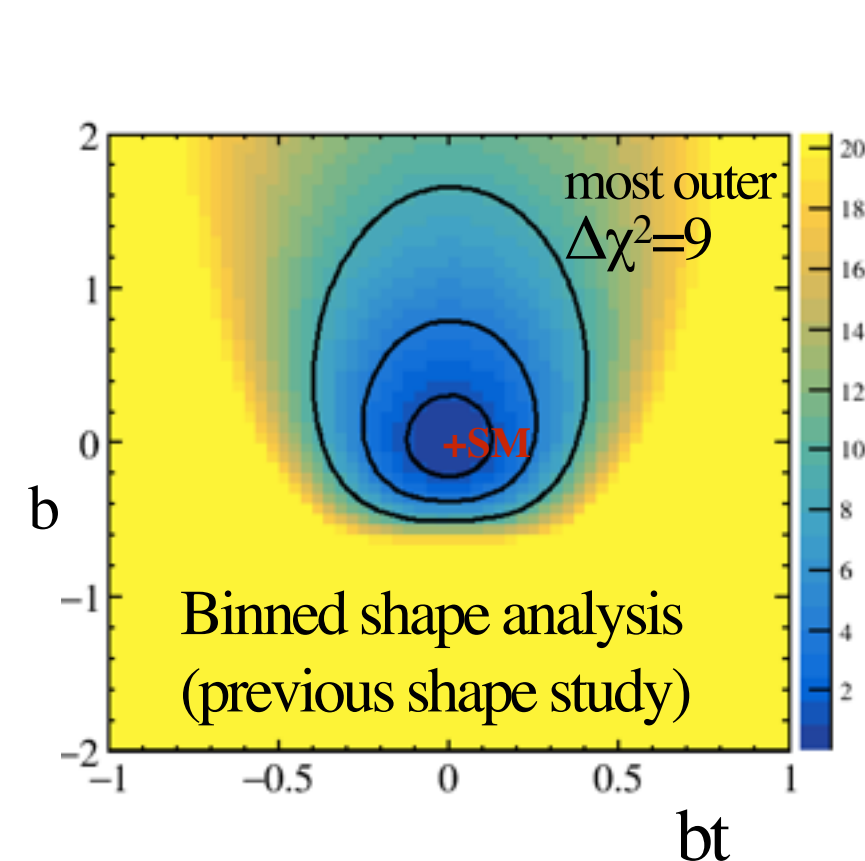 2
20
most outer
18
Δχ²=9
16
1
14
12
0
+SM
10
b
8
6
−1
Binned shape analysis
4
(previous shape study)
2
−2
−1
−0.5
0
0.5
1
bt